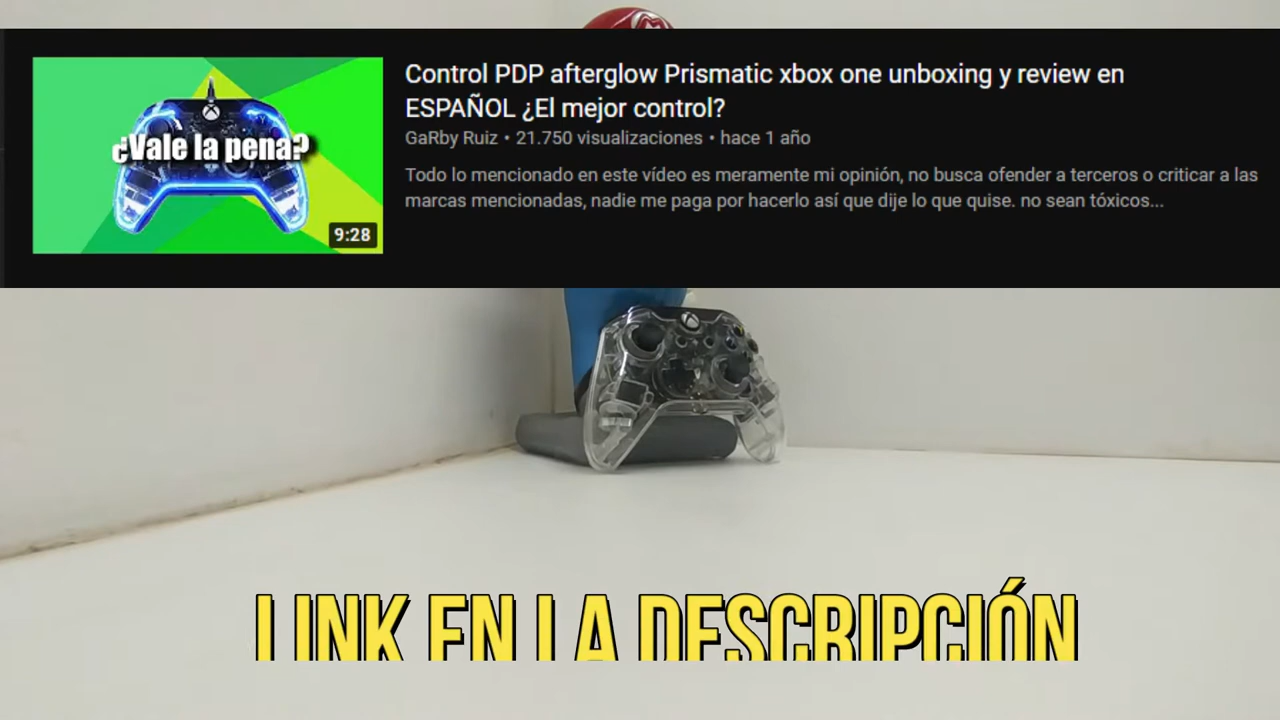 Control PDP afterglow Prismatic xbox one unboxing y review en
ESPAÑOL ¿El mejor control?
GaRby Ruiz • 21.750 visualizaciones • hace 1 año
¿Vale la pena?
Todo lo mencionado en este vídeo es meramente mi opinión, no busca ofender a terceros o criticar a las
marcas mencionadas, nadie me paga por hacerlo así que dije lo que quise. no sean tóxicos...
9:28
LINK EN LA DESCRIPCIÓN